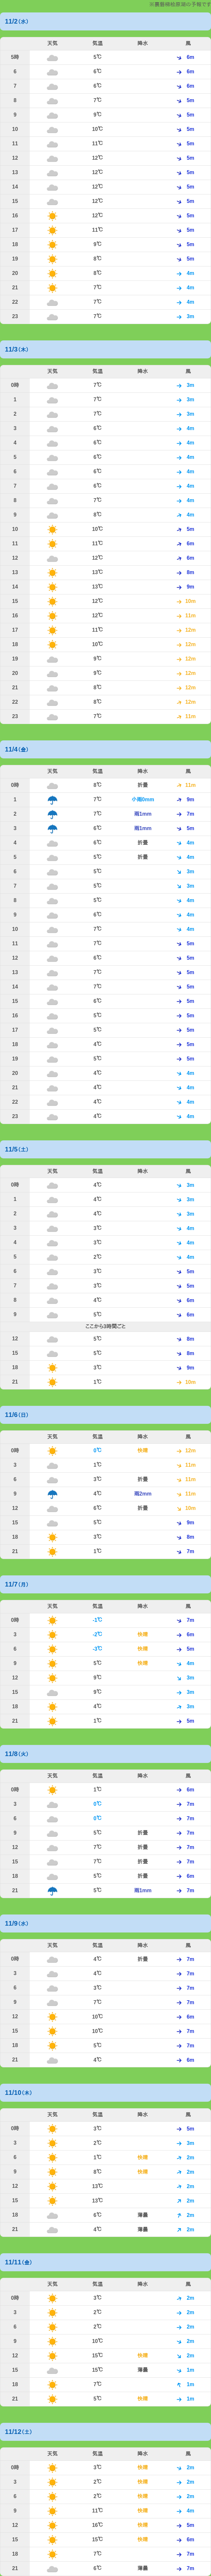 ※裏磐梯桧原湖の予報です
11/2(水)
天気 気温 降水 風
5時 5℃ 6m
6 6℃ 6m
7 6℃ 6m
8 7℃ 5m
9 9℃ 5m
10 10℃ 5m
11 11℃ 5m
12 12℃ 5m
13 12℃ 5m
14 12℃ 5m
15 12℃ 5m
16 12℃ 5m
17 11℃ 5m
18 9℃ 5m
19 8℃ 5m
20 8℃ 4m
21 7℃ 4m
22 7℃ 4m
23 7℃ 3m
11/3(木)
天気 気温 降水 風
0時 7℃ 3m
1 7℃ 3m
2 7℃ 3m
3 6℃ 4m
4 6℃ 4m
5 6℃ 4m
6 6℃ 4m
7 6℃ 4m
8 7℃ 4m
9 8℃ 4m
10 10℃ 5m
11 11℃ 6m
12 12℃ 6m
13 13℃ 8m
14 13℃ 9m
15 12℃ 10m
16 12℃ 11m
17 11℃ 12m
18 10℃ 12m
19 9℃ 12m
20 9℃ 12m
21 8℃ 12m
22 8℃ 12m
23 7℃ 11m
11/4(金)
天気 気温 降水 風
0時 8℃ 折曇 11m
1 7℃ 小雨0mm 9m
2 7℃ 雨1mm 7m
3 6℃ 雨1mm 5m
4 6℃ 折曇 4m
5 5℃ 折曇 4m
6 5℃ 3m
7 5℃ 3m
8 5℃ 4m
9 6℃ 4m
10 7℃ 4m
11 7℃ 5m
12 6℃ 5m
13 7℃ 5m
14 7℃ 5m
15 6℃ 5m
16 5℃ 5m
17 5℃ 5m
18 4℃ 5m
19 5℃ 5m
20 4℃ 4m
21 4℃ 4m
22 4℃ 4m
23 4℃ 4m
11/5(土)
天気 気温 降水 風
0時 4℃ 3m
1 4℃ 3m
2 4℃ 3m
3 3℃ 4m
4 3℃ 4m
5 2℃ 4m
6 3℃ 5m
7 3℃ 5m
8 4℃ 6m
9 5℃ 6m
ここから3時間ごと
12 5℃ 8m
15 5℃ 8m
18 3℃ 9m
21 1℃ 10m
11/6(日)
天気 気温 降水 風
0時 0℃ 快晴 12m
3 1℃ 11m
6 3℃ 折曇 11m
9 4℃ 雨2mm 11m
12 6℃ 折曇 10m
15 5℃ 9m
18 3℃ 8m
21 1℃ 7m
11/7(月)
天気 気温 降水 風
0時 -1℃ 7m
3 -2℃ 快晴 6m
6 -3℃ 快晴 5m
9 5℃ 快晴 4m
12 9℃ 3m
15 9℃ 3m
18 4℃ 3m
21 1℃ 5m
11/8(火)
天気 気温 降水 風
0時 1℃ 6m
3 0℃ 7m
6 0℃ 7m
9 5℃ 折曇 7m
12 7℃ 折曇 7m
15 7℃ 折曇 7m
18 5℃ 折曇 6m
21 5℃ 雨1mm 7m
11/9(水)
天気 気温 降水 風
0時 4℃ 折曇 7m
3 4℃ 7m
6 3℃ 7m
9 7℃ 7m
12 10℃ 6m
15 10℃ 7m
18 5℃ 7m
21 4℃ 6m
11/10(木)
天気 気温 降水 風
0時 3℃ 5m
3 2℃ 3m
6 1℃ 快晴 2m
9 8℃ 快晴 2m
12 13℃ 2m
15 13℃ 2m
18 6℃ 薄曇 2m
21 4℃ 薄曇 2m
11/11(金)
天気 気温 降水 風
0時 3℃ 2m
3 2℃ 2m
6 2℃ 2m
9 10℃ 2m
12 15℃ 快晴 2m
15 15℃ 薄曇 1m
18 7℃ 1m
21 5℃ 快晴 1m
11/12(土)
天気 気温 降水 風
0時 3℃ 快晴 2m
3 2℃ 快晴 2m
6 2℃ 快晴 2m
9 11℃ 快晴 4m
12 16℃ 快晴 5m
15 15℃ 快晴 6m
18 7℃ 7m
21 6℃ 薄曇 7m